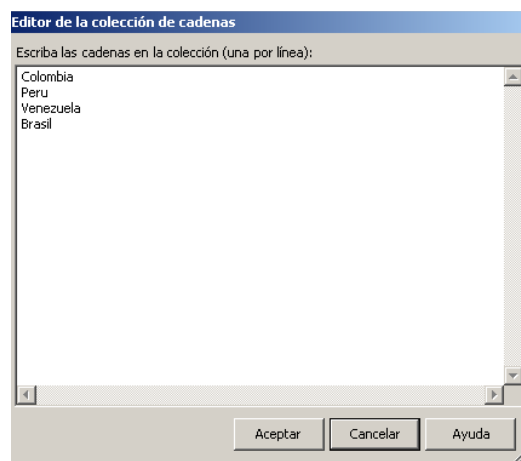 Editor de la colección de cadenas
Escriba las cadenas en la colección (una por línea):
Colombia
Peru
Venezuela
Brasil
Aceptar Cancelar Ayuda